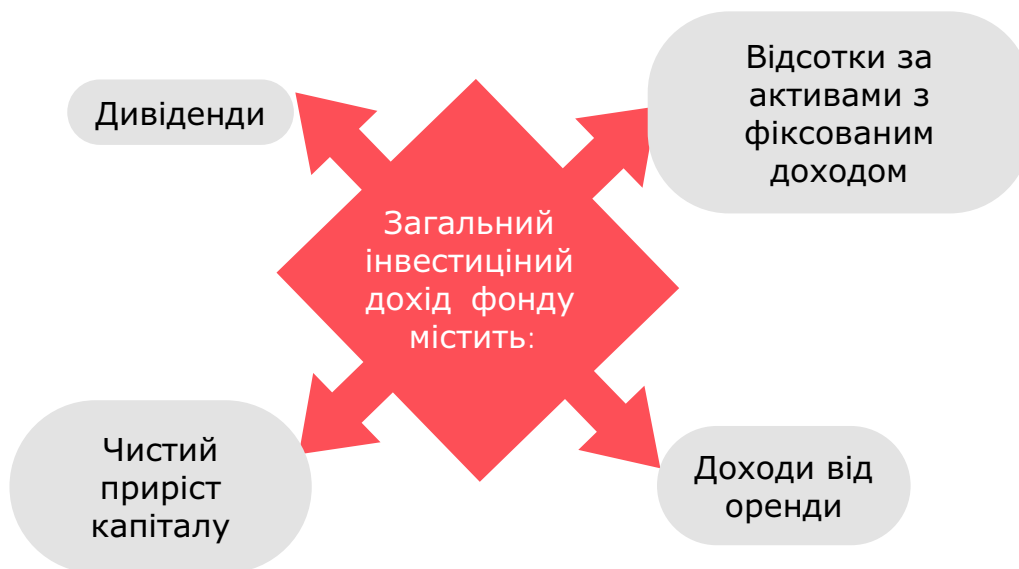 Дивіденди
Відсотки за
активами з
фіксованим
доходом
Загальний
інвестиціний
дохід фонду
містить:
Чистий
приріст
капіталу
Доходи від
оренди